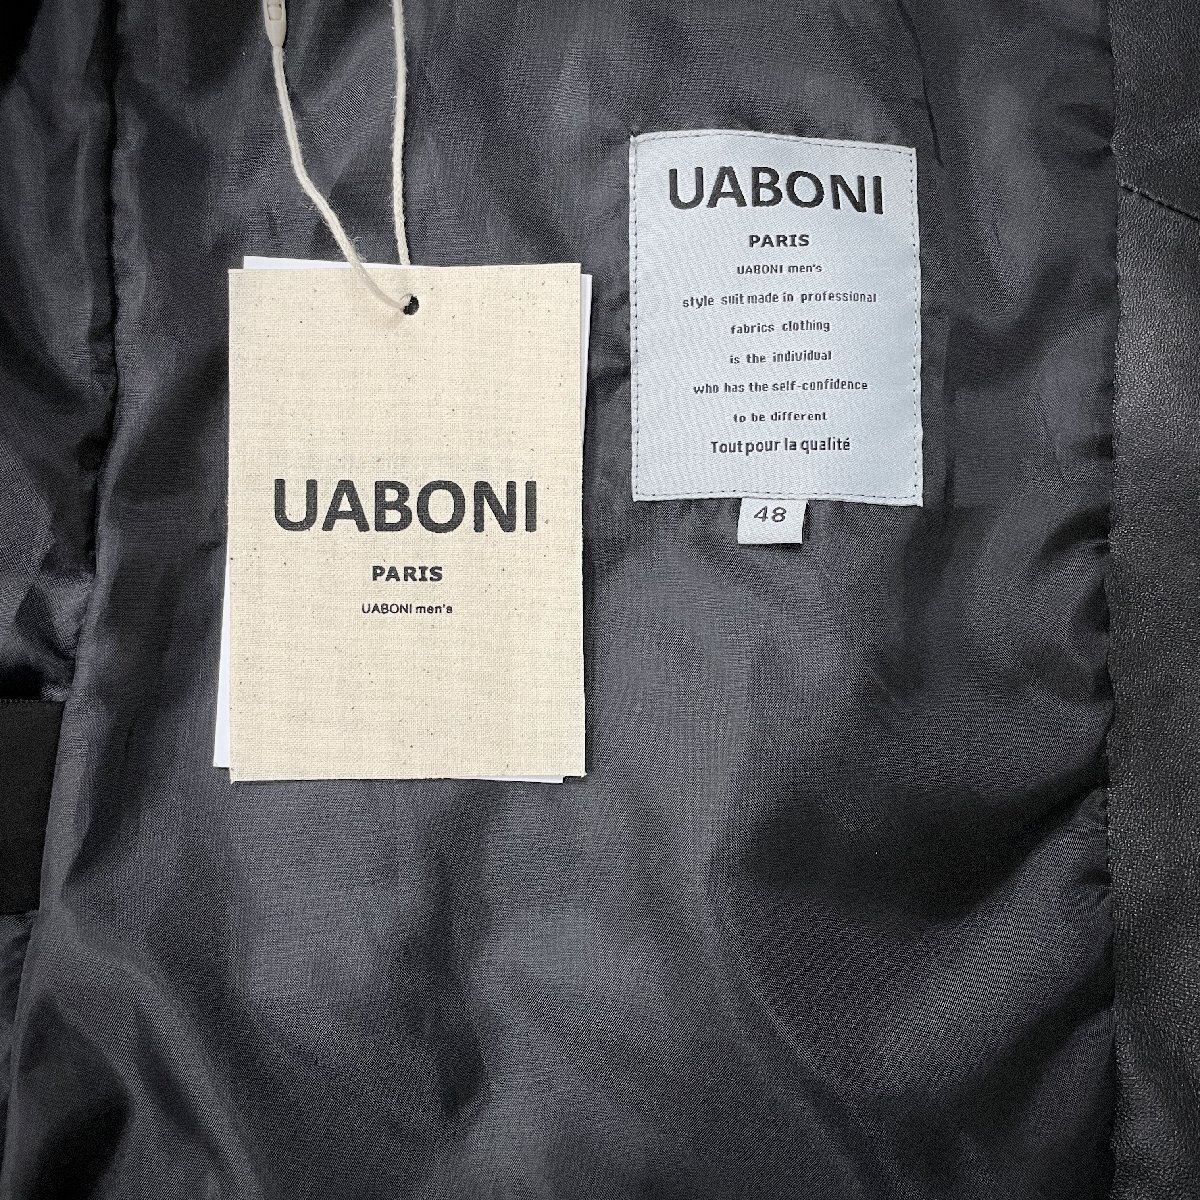 UABONI
PARIS
UABONI men's
style suit made in professional
fabrics clothing
is the individual
who has the self-confidence
to be different
Tout pour la qualité
48
UABONI
PARIS
UABONI men's